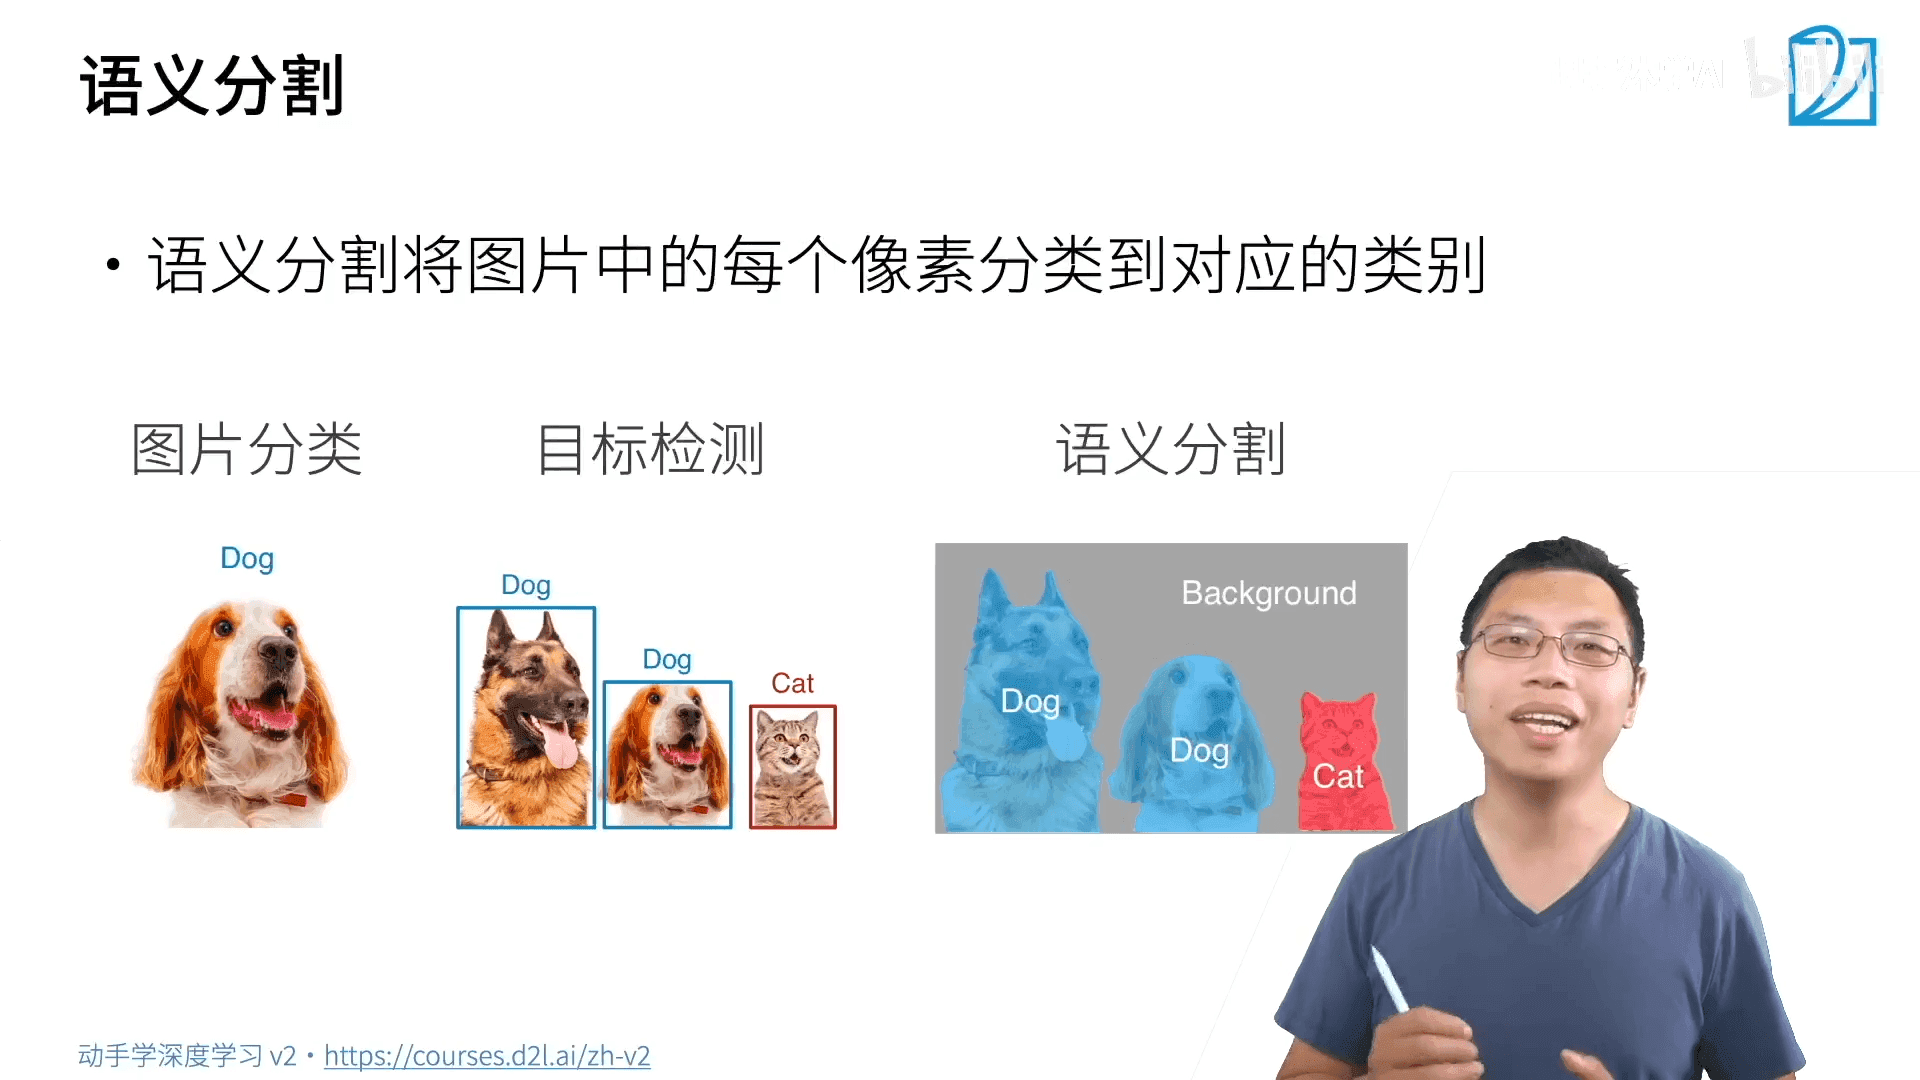 语义分割
bilibili
• 语义分割将图片中的每个像素分类到对应的类别
图片分类
目标检测
语义分割
Dog
Dog
Dog
Cat
Background
Dog
Dog
Cat
动手学深度学习 v2 • https://courses.d2l.ai/zh-v2